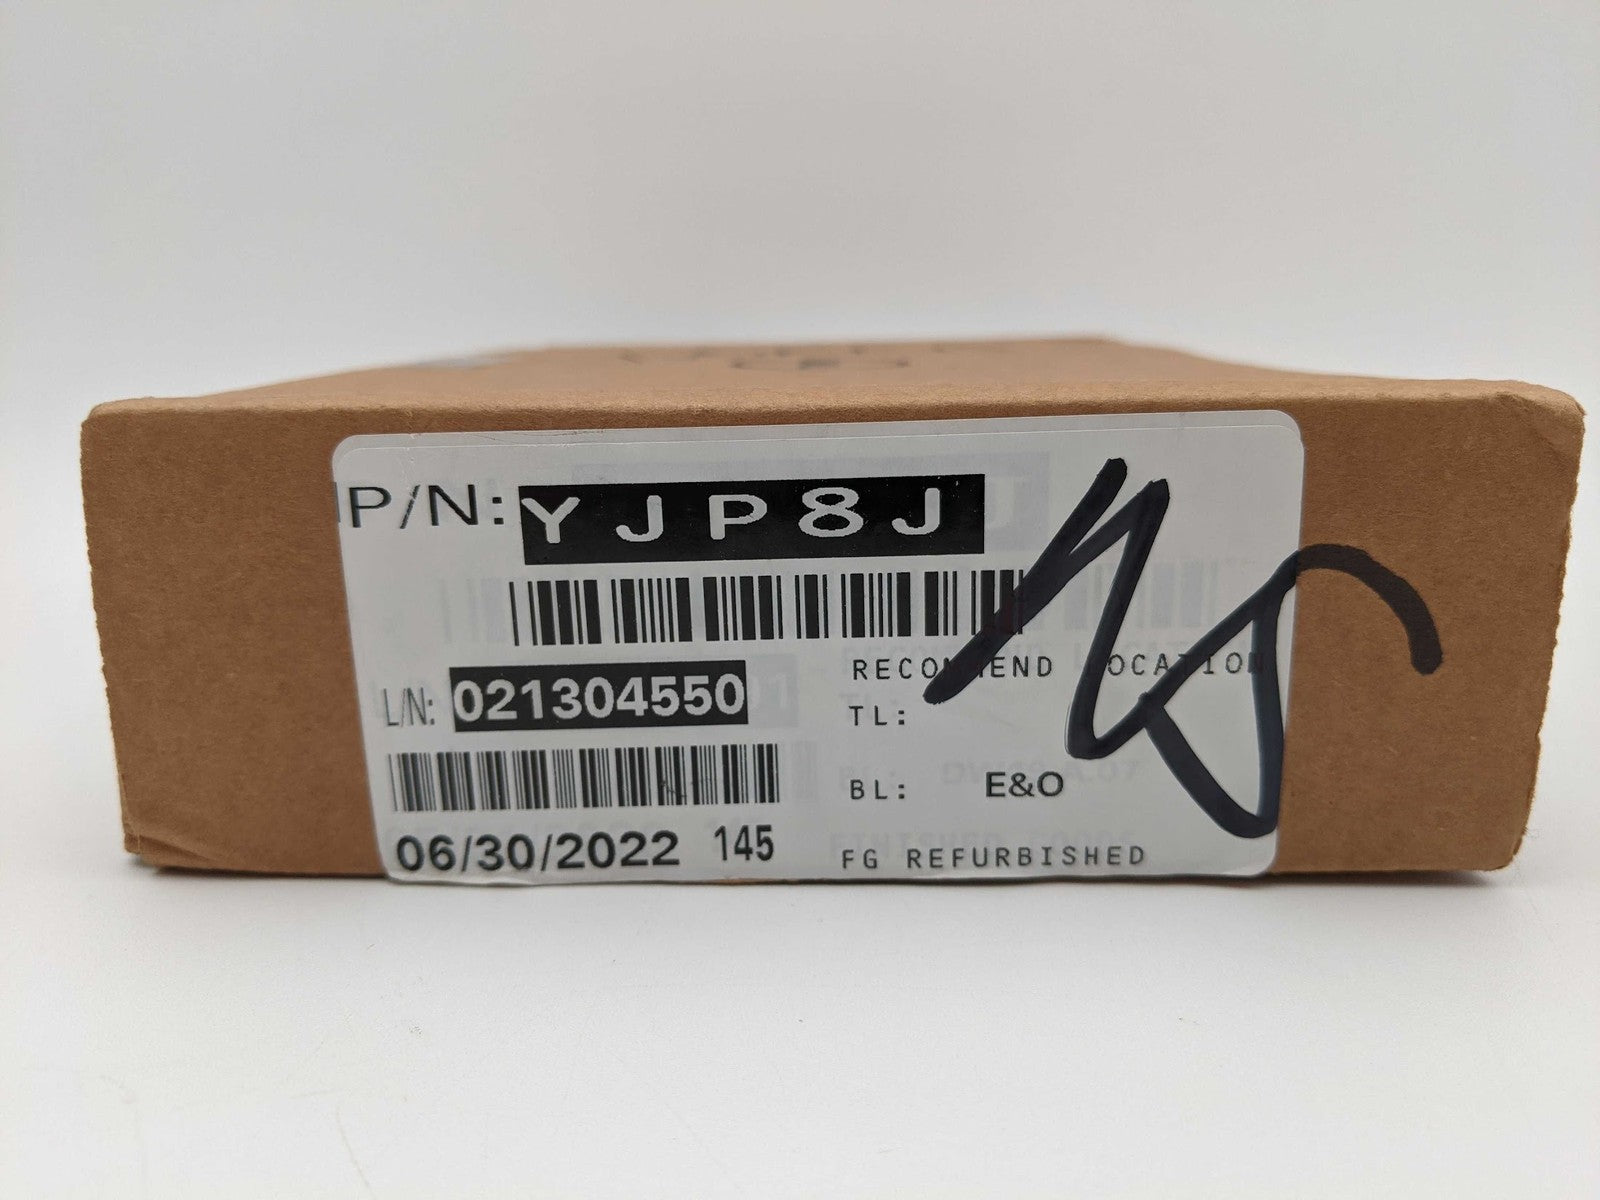 P/N: YJP8J
L/N: 021304550
06/30/2022 145
RECOMMEND LOCATION
TL:
BL: E&O
FG REFURBISHED